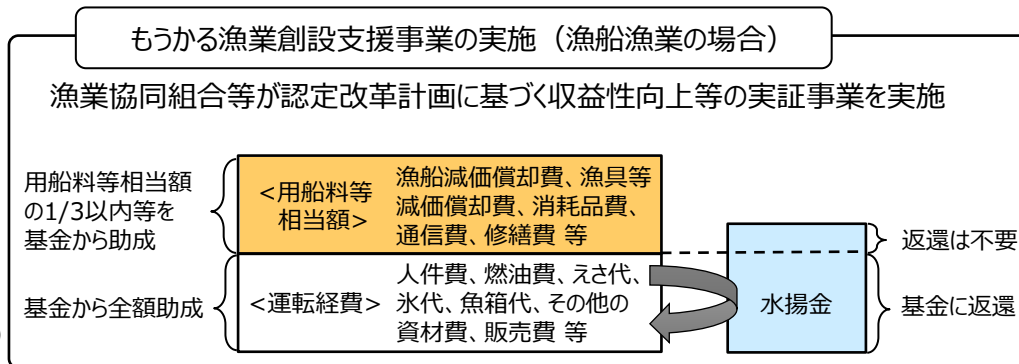 もうかる漁業創設支援事業の実施（漁船漁業の場合）
漁業協同組合等が認定改革計画に基づく収益性向上等の実証事業を実施
用船料等相当額
の1/3以内等を
基金から助成
<用船料等
相当額>
漁船減価償却費、漁具等
減価償却費、消耗品費、
通信費、修繕費 等
返還は不要
基金から全額助成
<運転経費>
人件費、燃油費、えさ代、
氷代、魚箱代、その他の
資材費、販売費 等
水揚金
基金に返還